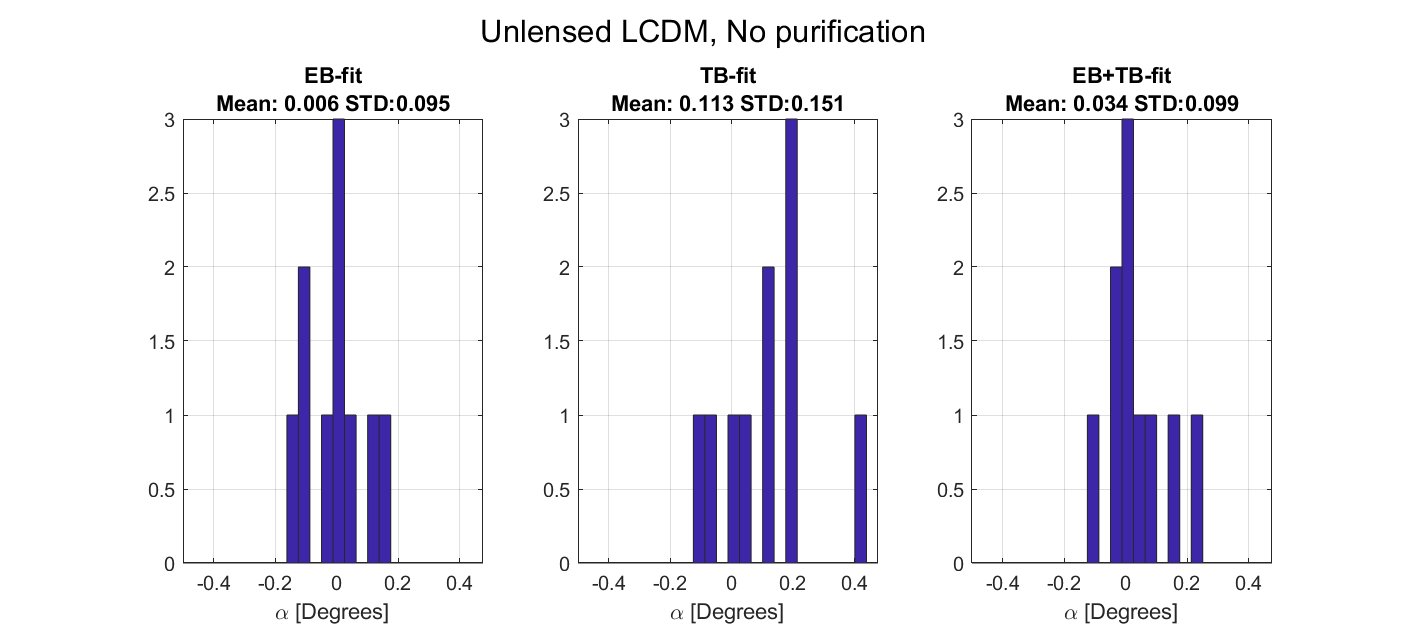 Unlensed LCDM, No purification
EB-fit
Mean: 0.006 STD:0.095
3
2.5
2
1.5
1
0.5
0
-0.4 -0.2 0 0.2 0.4
α [Degrees]
TB-fit
Mean: 0.113 STD:0.151
3
2.5
2
1.5
1
0.5
0
-0.4 -0.2 0 0.2 0.4
α [Degrees]
EB+TB-fit
Mean: 0.034 STD:0.099
3
2.5
2
1.5
1
0.5
0
-0.4 -0.2 0 0.2 0.4
α [Degrees]